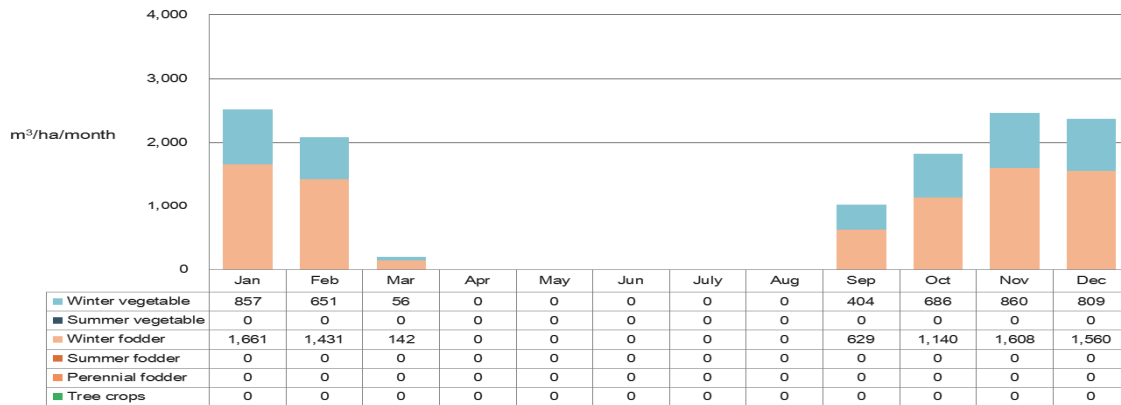 4,000
3,000
m³/ha/month
2,000
1,000
0
Jan Feb Mar Apr May Jun July Aug Sep Oct Nov Dec
Winter vegetable 857 651 56 0 0 0 0 0 404 686 860 809
Summer vegetable 0 0 0 0 0 0 0 0 0 0 0 0
Winter fodder 1,661 1,431 142 0 0 0 0 0 629 1,140 1,608 1,560
Summer fodder 0 0 0 0 0 0 0 0 0 0 0 0
Perennial fodder 0 0 0 0 0 0 0 0 0 0 0 0
Tree crops 0 0 0 0 0 0 0 0 0 0 0 0